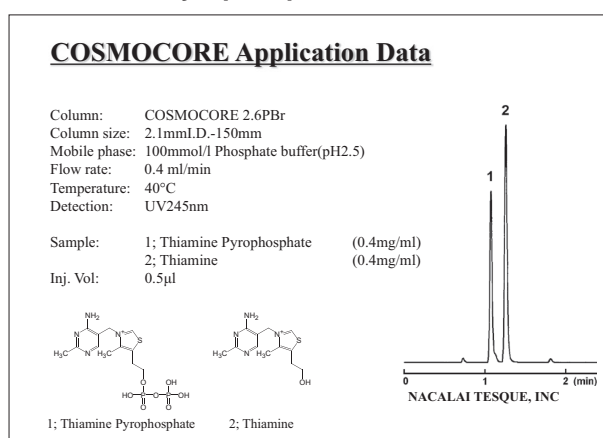 COSMOCORE Application Data
Column: COSMOCORE 2.6PBr
Column size: 2.1mmI.D.-150mm
Mobile phase: 100mmol/l Phosphate buffer(pH2.5)
Flow rate: 0.4 ml/min
Temperature: 40°C
Detection: UV245nm
Sample: 1; Thiamine Pyrophosphate (0.4mg/ml)
2; Thiamine (0.4mg/ml)
Inj. Vol: 0.5µl
1
2
0 1 2 (min)
NACALAI TESQUE, INC
NH₂
N
N⁺
S
H₃C
N
H₃C
O
HO P O P OH
O OH O
OH
NH₂
N
N⁺
S
H₃C
N
H₃C
OH
1; Thiamine Pyrophosphate 2; Thiamine